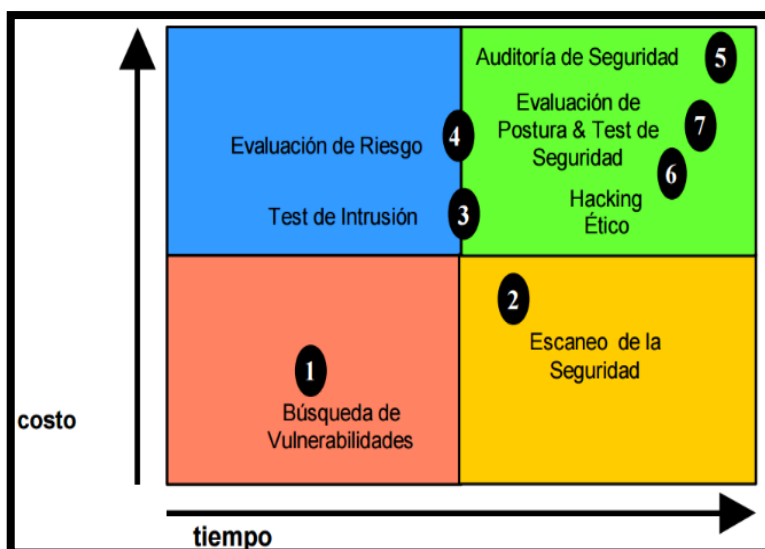 Auditoría de Seguridad 5
Evaluación de
Postura & Test de
Seguridad
7
4
Evaluación de Riesgo
6
Hacking
Ético
Test de Intrusión 3
2
Escaneo de la
Seguridad
1
Búsqueda de
Vulnerabilidades
costo
tiempo